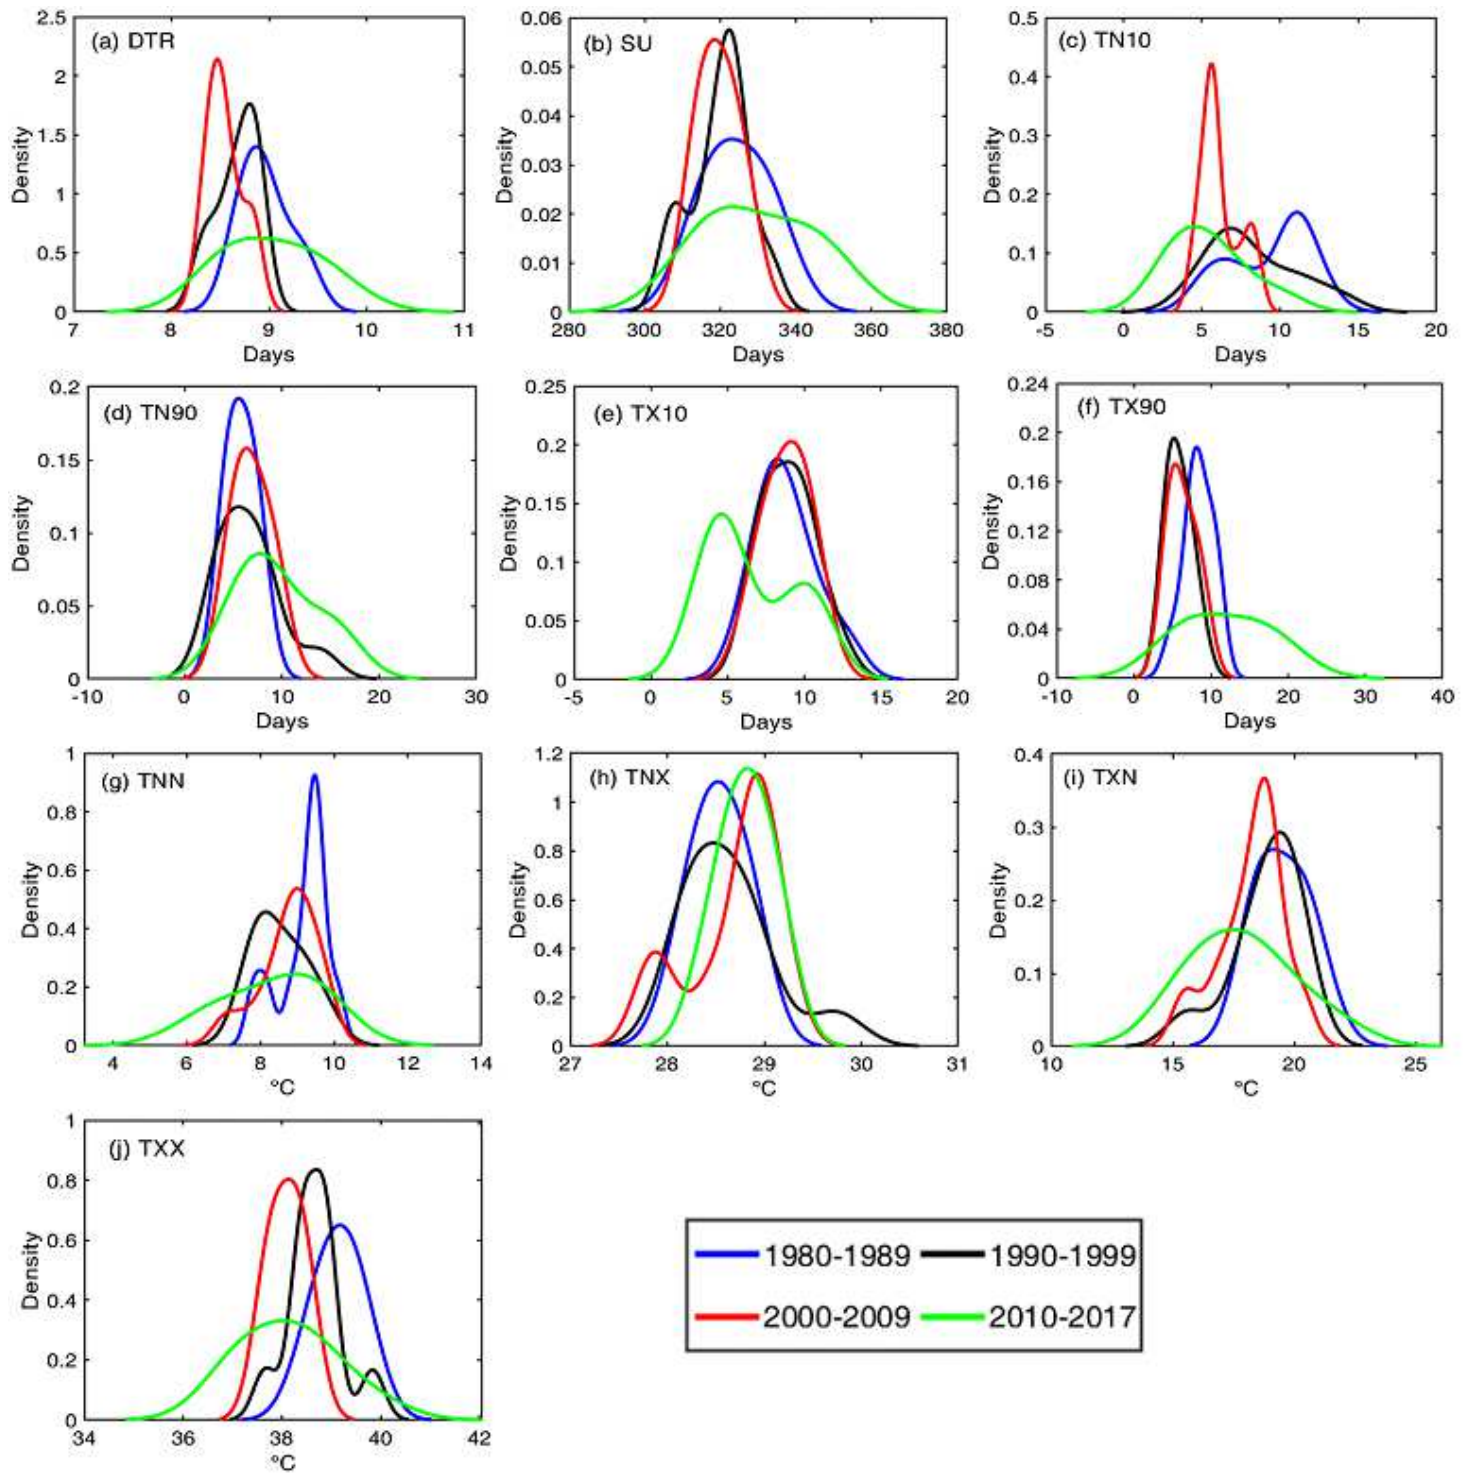 (a) DTR
2.5
2
1.5
1
0.5
0
Density
7 8 9 10 11
Days
(b) SU
0.06
0.05
0.04
0.03
0.02
0.01
0
Density
280 300 320 340 360 380
Days
(c) TN10
0.5
0.4
0.3
0.2
0.1
0
Density
-5 0 5 10 15 20
Days
(d) TN90
0.2
0.15
0.1
0.05
0
Density
-10 0 10 20 30
Days
(e) TX10
0.25
0.2
0.15
0.1
0.05
0
Density
-5 0 5 10 15 20
Days
(f) TX90
0.24
0.2
0.16
0.12
0.08
0.04
0
Density
-10 0 10 20 30 40
Days
(g) TNN
1
0.8
0.6
0.4
0.2
0
Density
4 6 8 10 12 14
°C
(h) TNX
1.2
1
0.8
0.6
0.4
0.2
0
Density
27 28 29 30 31
°C
(i) TXN
0.4
0.3
0.2
0.1
0
Density
10 15 20 25
°C
(j) TXX
1
0.8
0.6
0.4
0.2
0
Density
34 36 38 40 42
°C
1980-1989 1990-1999
2000-2009 2010-2017